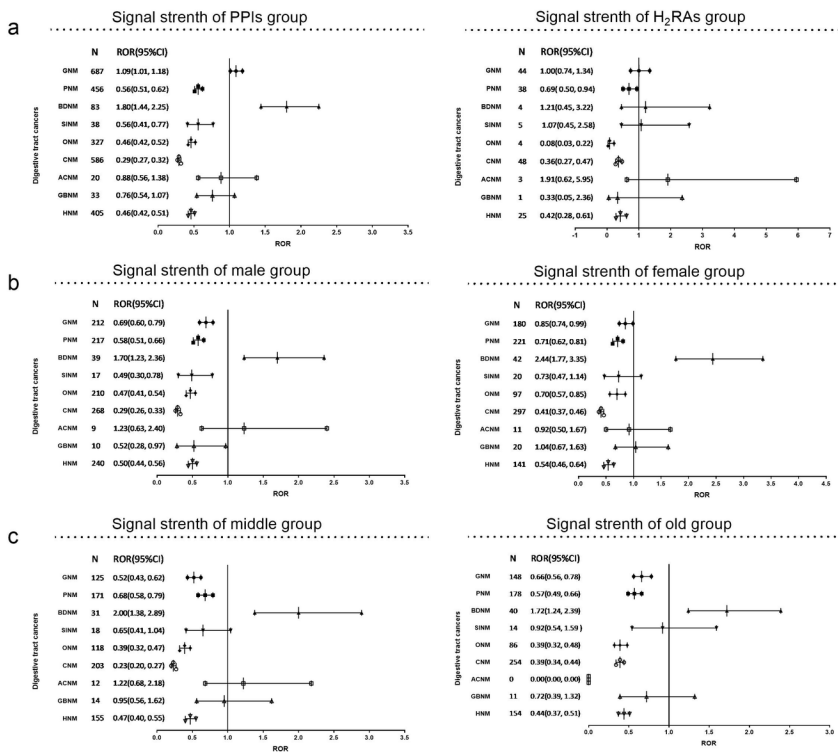 a
Signal strenth of PPIs group
N ROR(95%CI)
Digestive tract cancers
GNM 687 1.09(1.01, 1.18)
PNM 456 0.56(0.51, 0.62)
BDNM 83 1.80(1.44, 2.25)
SINM 38 0.56(0.41, 0.77)
ONM 327 0.46(0.42, 0.52)
CNM 586 0.29(0.27, 0.32)
ACNM 20 0.88(0.56, 1.38)
GBNM 33 0.76(0.54, 1.07)
HNM 405 0.46(0.42, 0.51)
0.0 0.5 1.0 1.5 2.0 2.5 3.0 3.5
ROR
Signal strenth of H₂RAs group
N ROR(95%CI)
Digestive tract cancers
GNM 44 1.00(0.74, 1.34)
PNM 38 0.69(0.50, 0.94)
BDNM 4 1.21(0.45, 3.22)
SINM 5 1.07(0.45, 2.58)
ONM 4 0.08(0.03, 0.22)
CNM 48 0.36(0.27, 0.47)
ACNM 3 1.91(0.62, 5.95)
GBNM 1 0.33(0.05, 2.36)
HNM 25 0.42(0.28, 0.61)
-1 0 1 2 3 4 5 6 7
ROR
b
Signal strenth of male group
N ROR(95%CI)
Digestive tract cancers
GNM 212 0.69(0.60, 0.79)
PNM 217 0.58(0.51, 0.66)
BDNM 39 1.70(1.23, 2.36)
SINM 17 0.49(0.30,0.78)
ONM 210 0.47(0.41, 0.54)
CNM 268 0.29(0.26, 0.33)
ACNM 9 1.23(0.63, 2.40)
GBNM 10 0.52(0.28, 0.97)
HNM 240 0.50(0.44, 0.56)
0.0 0.5 1.0 1.5 2.0 2.5 3.0 3.5
ROR
Signal strenth of female group
N ROR(95%CI)
Digestive tract cancers
GNM 180 0.85(0.74, 0.99)
PNM 221 0.71(0.62, 0.81)
BDNM 42 2.44(1.77, 3.35)
SINM 20 0.73(0.47, 1.14)
ONM 97 0.70(0.57, 0.85)
CNM 297 0.41(0.37, 0.46)
ACNM 11 0.92(0.50, 1.67)
GBNM 20 1.04(0.67, 1.63)
HNM 141 0.54(0.46, 0.64)
0.0 0.5 1.0 1.5 2.0 2.5 3.0 3.5 4.0 4.5
ROR
c
Signal strenth of middle group
N ROR(95%CI)
Digestive tract cancers
GNM 125 0.52(0.43, 0.62)
PNM 171 0.68(0.58, 0.79)
BDNM 31 2.00(1.38, 2.89)
SINM 18 0.65(0.41, 1.04)
ONM 118 0.39(0.32, 0.47)
CNM 203 0.23(0.20, 0.27)
ACNM 12 1.22(0.68, 2.18)
GBNM 14 0.95(0.56, 1.62)
HNM 155 0.47(0.40, 0.55)
0.0 0.5 1.0 1.5 2.0 2.5 3.0 3.5
ROR
Signal strenth of old group
N ROR(95%CI)
Digestive tract cancers
GNM 148 0.66(0.56, 0.78)
PNM 178 0.57(0.49, 0.66)
BDNM 40 1.72(1.24, 2.39)
SINM 14 0.92(0.54, 1.59 )
ONM 86 0.39(0.32, 0.48)
CNM 254 0.39(0.34, 0.44)
ACNM 0 0.00(0.00, 0.00)
GBNM 11 0.72(0.39, 1.32)
HNM 154 0.44(0.37, 0.51)
0.0 0.5 1.0 1.5 2.0 2.5 3.0
ROR